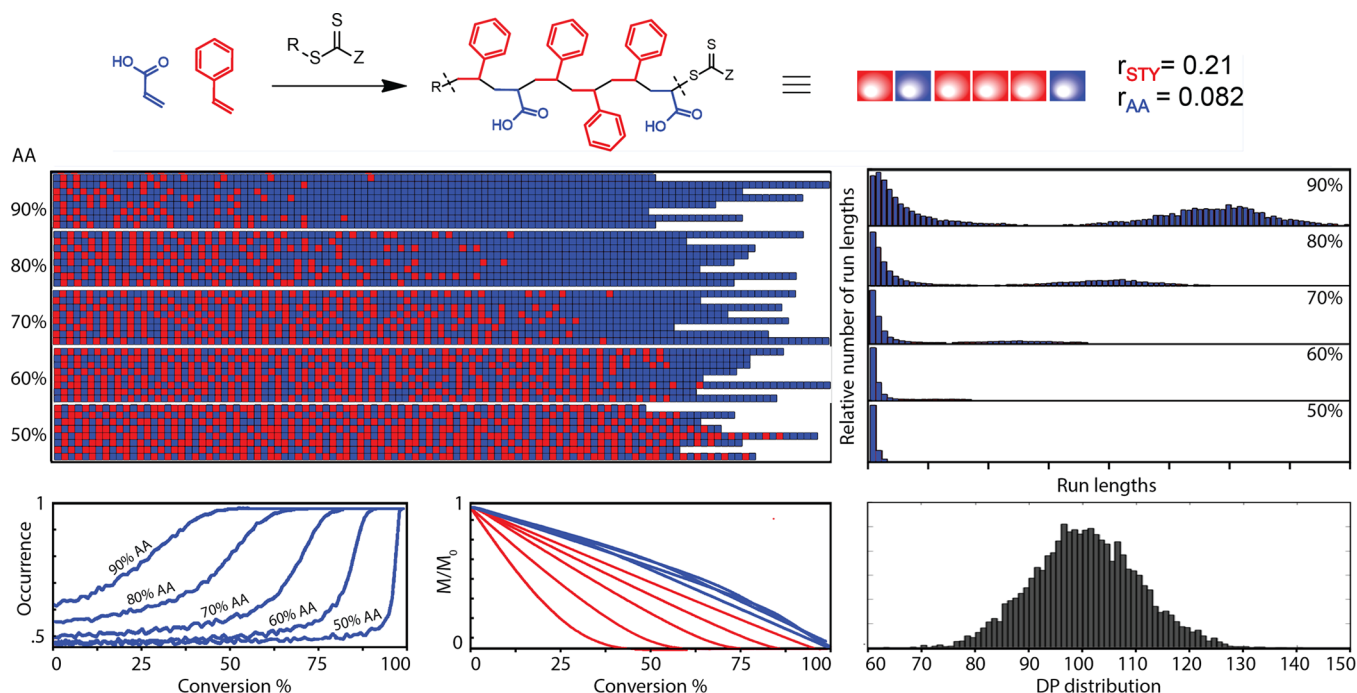 HO
O
R
S
S
Z
R
HO
O
HO
O
S
S
Z
≡
rSTY = 0.21
rAA = 0.082
AA
90%
80%
70%
60%
50%
Relative number of run lengths
90%
80%
70%
60%
50%
Run lengths
Occurrence
1
.5
90% AA
80% AA
70% AA
60% AA
50% AA
0 25 50 75 100
Conversion %
M/M0
1
0
0 25 50 75 100
Conversion %
60 70 80 90 100 110 120 130 140 150
DP distribution